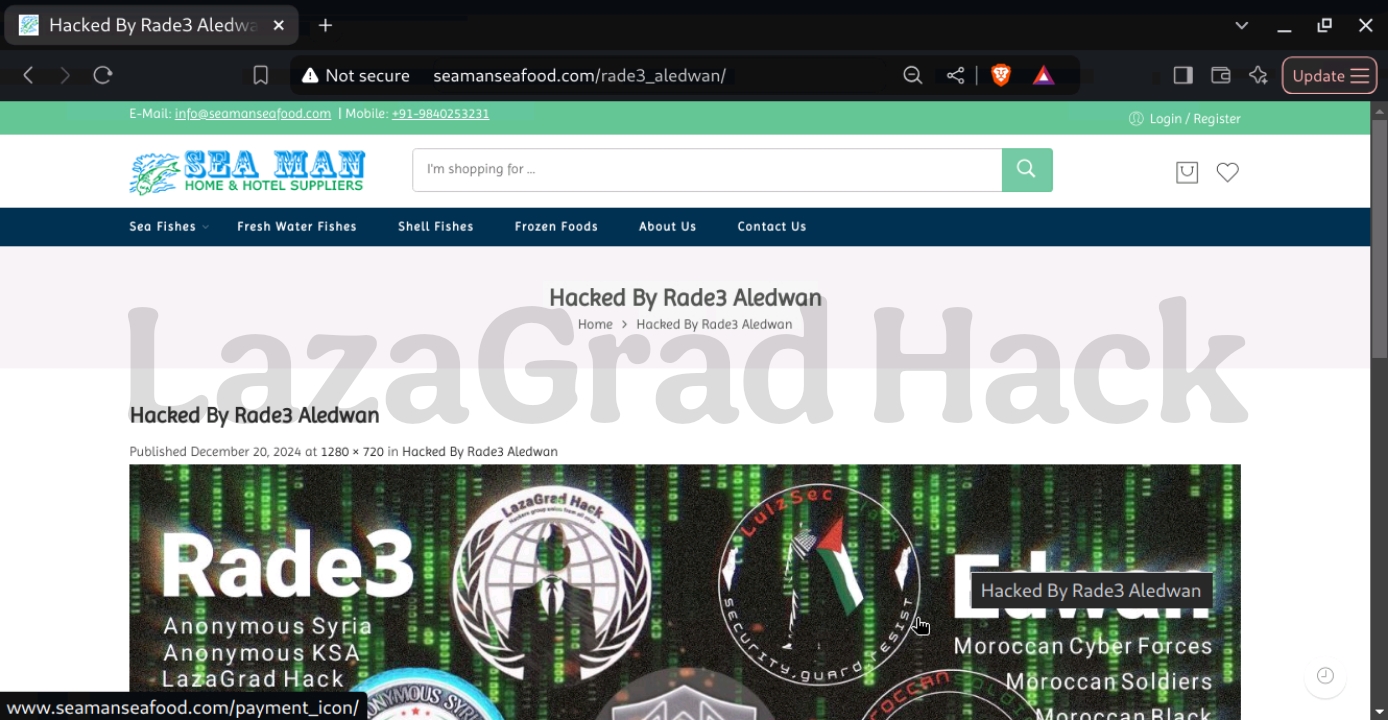 Hacked By Rade3 Aledwa
Not secure seamanseafood.com/rade3_aledwan/
Update
E-Mail: info@seamanseafood.com | Mobile: +91-9840253231
Login / Register
SEA MAN
HOME & HOTEL SUPPLIERS
I'm shopping for ...
Sea Fishes Fresh Water Fishes Shell Fishes Frozen Foods About Us Contact Us
Hacked By Rade3 Aledwan
Home > Hacked By Rade3 Aledwan
LazaGrad Hack
Hacked By Rade3 Aledwan
Published December 20, 2024 at 1280 × 720 in Hacked By Rade3 Aledwan
Rade3
Anonymous Syria
Anonymous KSA
LazaGrad Hack
LazaGrad Hack
LulzSec
SECURITY,guard
Edwan
Hacked By Rade3 Aledwan
Moroccan Cyber Forces
Moroccan Soldiers
Moroccan Black
www.seamanseafood.com/payment_icon/